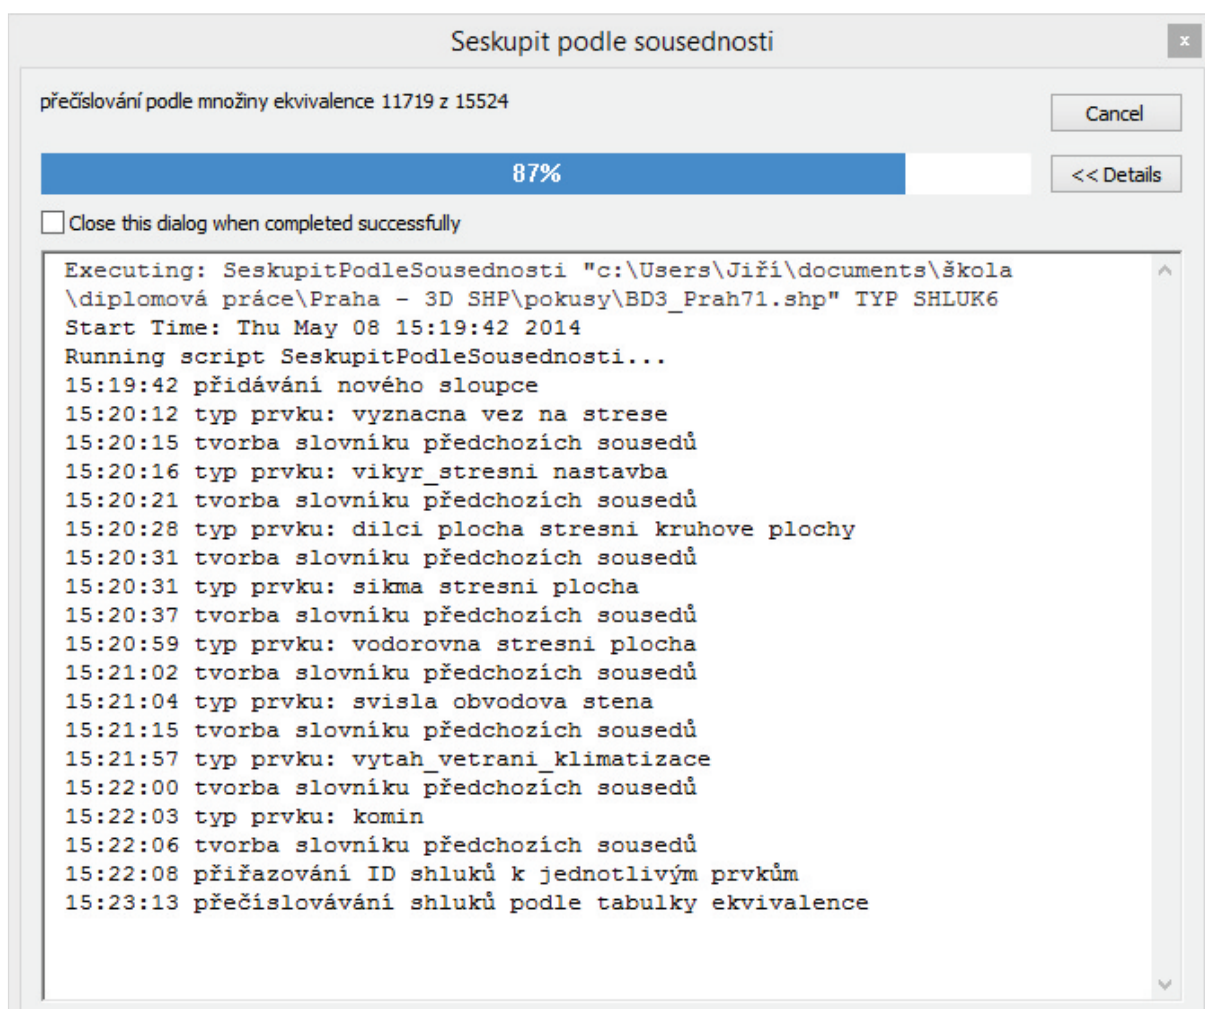 Seskupit podle sousednosti
x
přečíslování podle množiny ekvivalence 11719 z 15524
Cancel
87%
<< Details
Close this dialog when completed successfully
Executing: SeskupitPodleSousednosti "c:\Users\Jiří\documents\škola
\diplomová práce\Praha - 3D SHP\pokusy\BD3_Prah71.shp" TYP SHLUK6
Start Time: Thu May 08 15:19:42 2014
Running script SeskupitPodleSousednosti...
15:19:42 přidávání nového sloupce
15:20:12 typ prvku: vyznacna vez na strese
15:20:15 tvorba slovníku předchozích sousedů
15:20:16 typ prvku: vikyr_stresni nastavba
15:20:21 tvorba slovníku předchozích sousedů
15:20:28 typ prvku: dilci plocha stresni kruhove plochy
15:20:31 tvorba slovníku předchozích sousedů
15:20:31 typ prvku: sikma stresni plocha
15:20:37 tvorba slovníku předchozích sousedů
15:20:59 typ prvku: vodorovna stresni plocha
15:21:02 tvorba slovníku předchozích sousedů
15:21:04 typ prvku: svisla obvodova stena
15:21:15 tvorba slovníku předchozích sousedů
15:21:57 typ prvku: vytah_vetrani_klimatizace
15:22:00 tvorba slovníku předchozích sousedů
15:22:03 typ prvku: komin
15:22:06 tvorba slovníku předchozích sousedů
15:22:08 přiřazování ID shluků k jednotlivým prvkům
15:23:13 přečíslovávání shluků podle tabulky ekvivalence